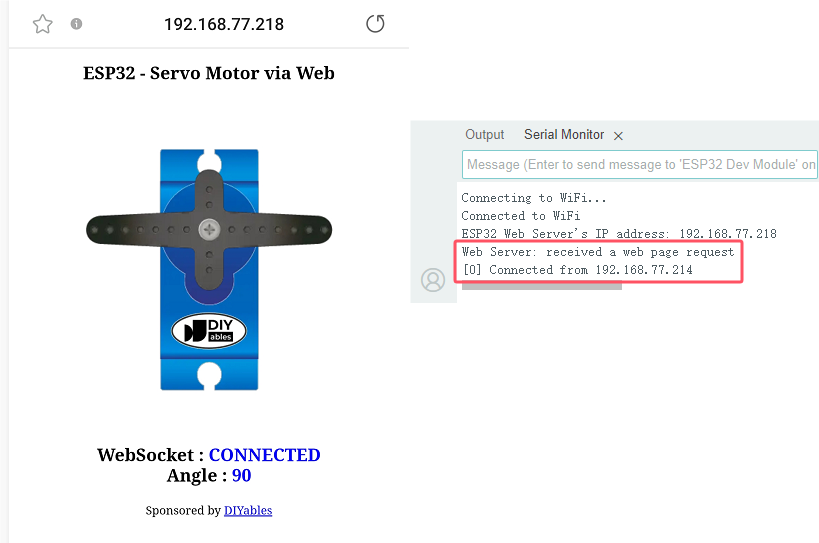 192.168.77.218
ESP32 - Servo Motor via Web
DIY
ables
WebSocket : CONNECTED
Angle : 90
Sponsored by DIYables
Output Serial Monitor
Message (Enter to send message to 'ESP32 Dev Module' on
Connecting to WiFi...
Connected to WiFi
ESP32 Web Server's IP address: 192.168.77.218
Web Server: received a web page request
[0] Connected from 192.168.77.214